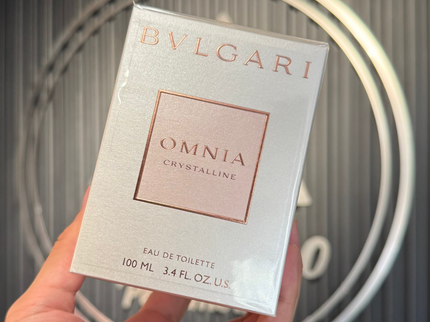 BVLGARI
OMNIA
CRYSTALLINE
EAU DE TOILETTE
100 ML 3.4 FL. OZ. U.S.